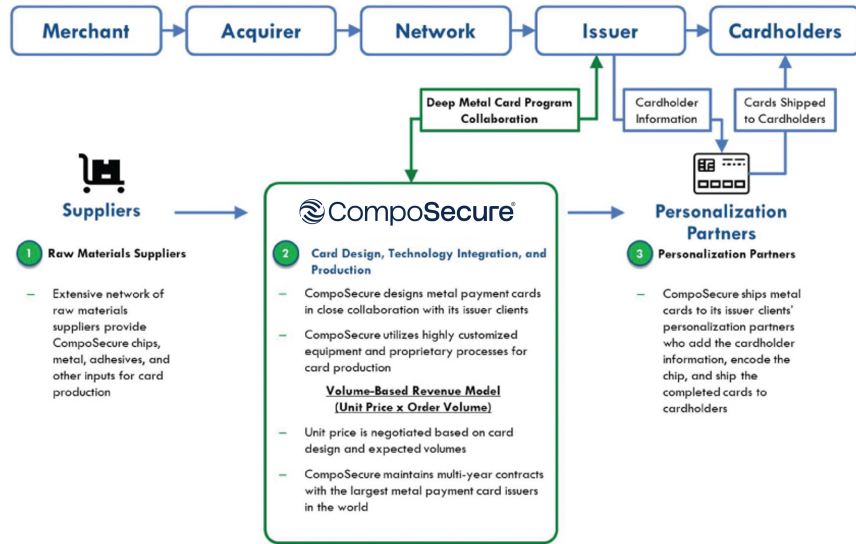 Merchant
Acquirer
Network
Issuer
Cardholders
Deep Metal Card Program
Collaboration
Cardholder
Information
Cards Shipped
to Cardholders
Suppliers
CompoSecure®
Personalization
Partners
1 Raw Materials Suppliers
– Extensive network of
raw materials
suppliers provide
CompoSecure chips,
metal, adhesives, and
other inputs for card
production
2 Card Design, Technology Integration, and
Production
– CompoSecure designs metal payment cards
in close collaboration with its issuer clients
– CompoSecure utilizes highly customized
equipment and proprietary processes for
card production
Volume-Based Revenue Model
(Unit Price x Order Volume)
– Unit price is negotiated based on card
design and expected volumes
– CompoSecure maintains multi-year contracts
with the largest metal payment card issuers
in the world
3 Personalization Partners
– CompoSecure ships metal
cards to its issuer clients'
personalization partners
who add the cardholder
information, encode the
chip, and ship the
completed cards to
cardholders